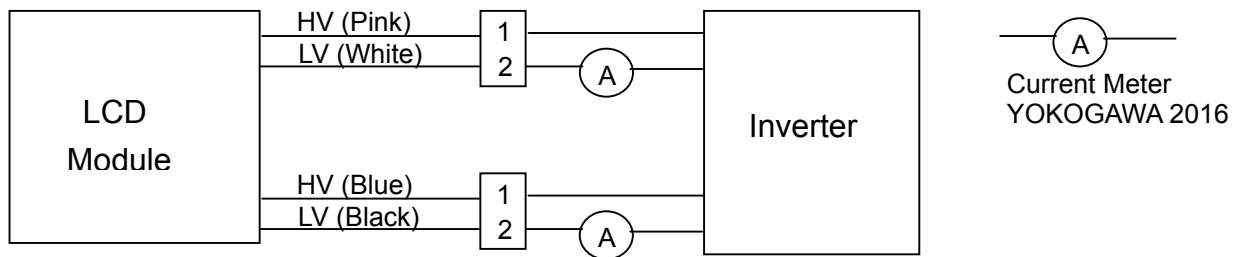 HV (Pink)
LV (White)
1
2
A
A
Current Meter
YOKOGAWA 2016
LCD
Module
Inverter
HV (Blue)
LV (Black)
1
2
A